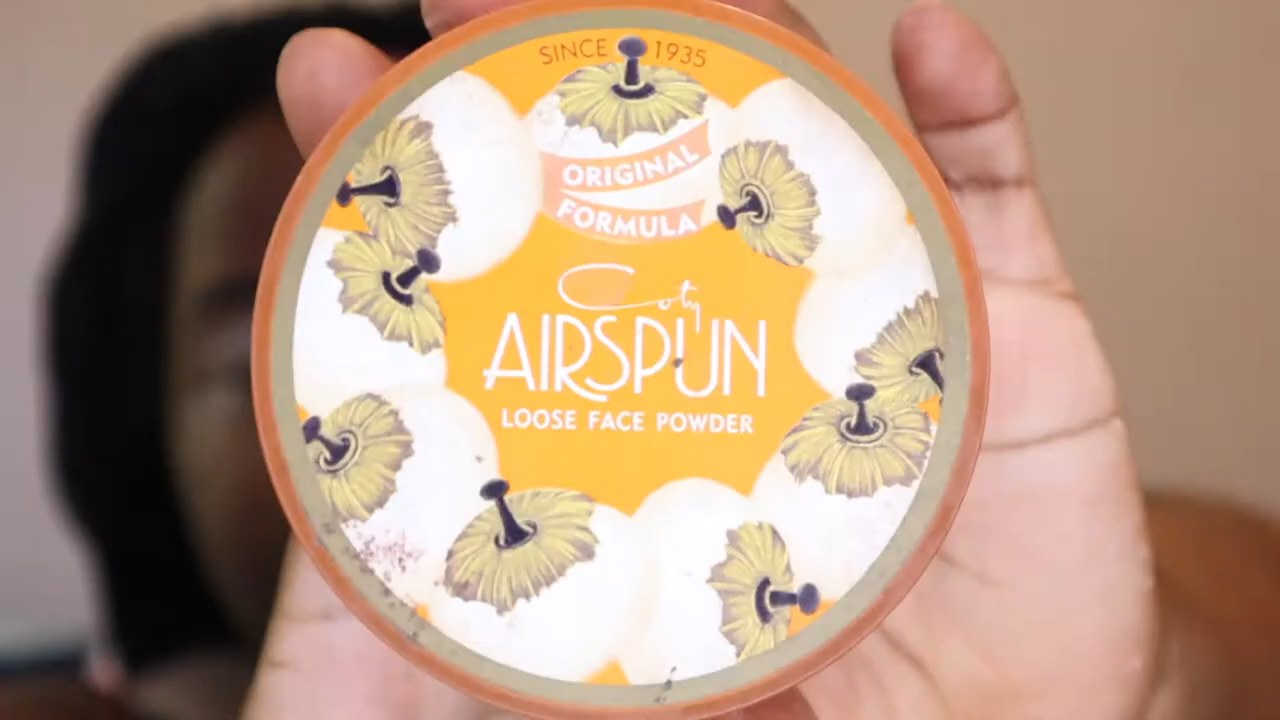 SINCE 1935
ORIGINAL
FORMULA
Coty
AIRSPUN
LOOSE FACE POWDER